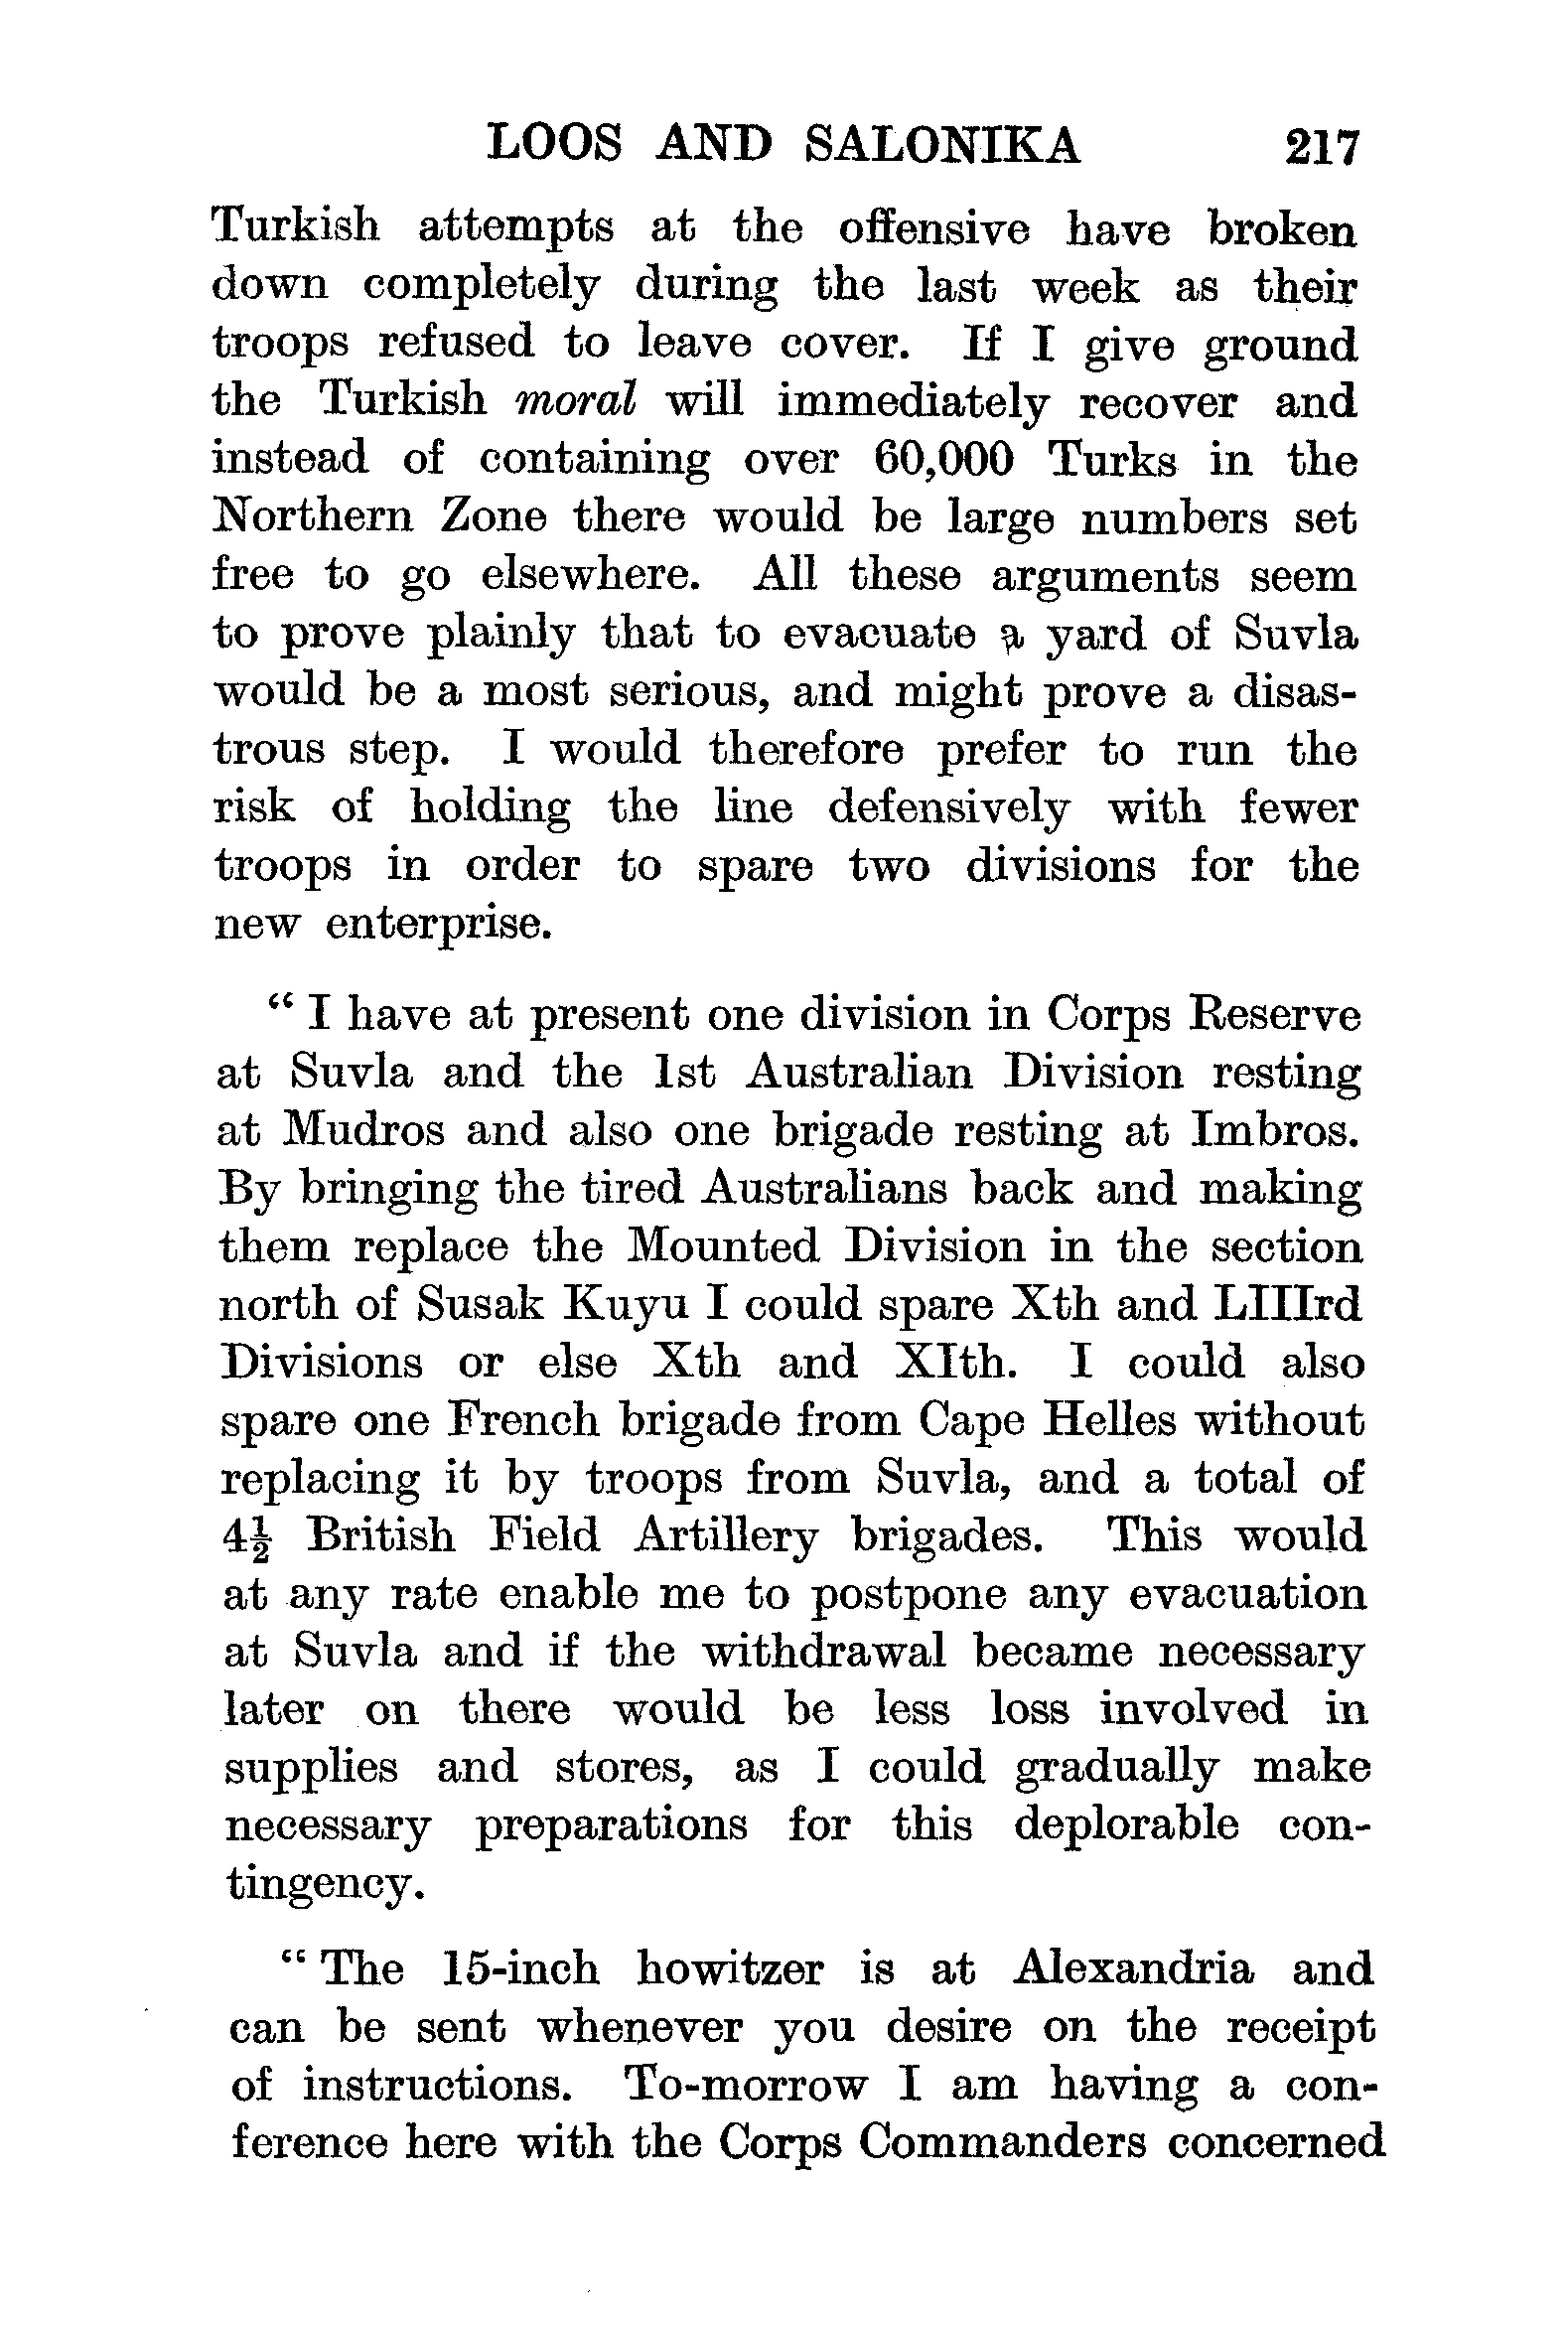 LOOS AND SALONIKA 217
Turkish attempts at the offensive have broken
down completely during the last week as their
troops refused to leave cover. If I give ground
the Turkish moral will immediately recover and
instead of containing over 60,000 Turks in the
Northern Zone there would be large numbers set
free to go elsewhere. All these arguments seem
to prove plainly that to evacuate a yard of Suvla
would be a most serious, and might prove a disas-
trous step. I would therefore prefer to run the
risk of holding the line defensively with fewer
troops in order to spare two divisions for the
new enterprise.
“ I have at present one division in Corps Reserve
at Suvla and the 1st Australian Division resting
at Mudros and also one brigade resting at Imbros.
By bringing the tired Australians back and making
them replace the Mounted Division in the section
north of Susak Kuyu I could spare Xth and LIIIrd
Divisions or else Xth and XIth. I could also
spare one French brigade from Cape Helles without
replacing it by troops from Suvla, and a total of
4½ British Field Artillery brigades. This would
at any rate enable me to postpone any evacuation
at Suvla and if the withdrawal became necessary
later on there would be less loss involved in
supplies and stores, as I could gradually make
necessary preparations for this deplorable con-
tingency.
“ The 15-inch howitzer is at Alexandria and
can be sent whenever you desire on the receipt
of instructions. To-morrow I am having a con-
ference here with the Corps Commanders concerned